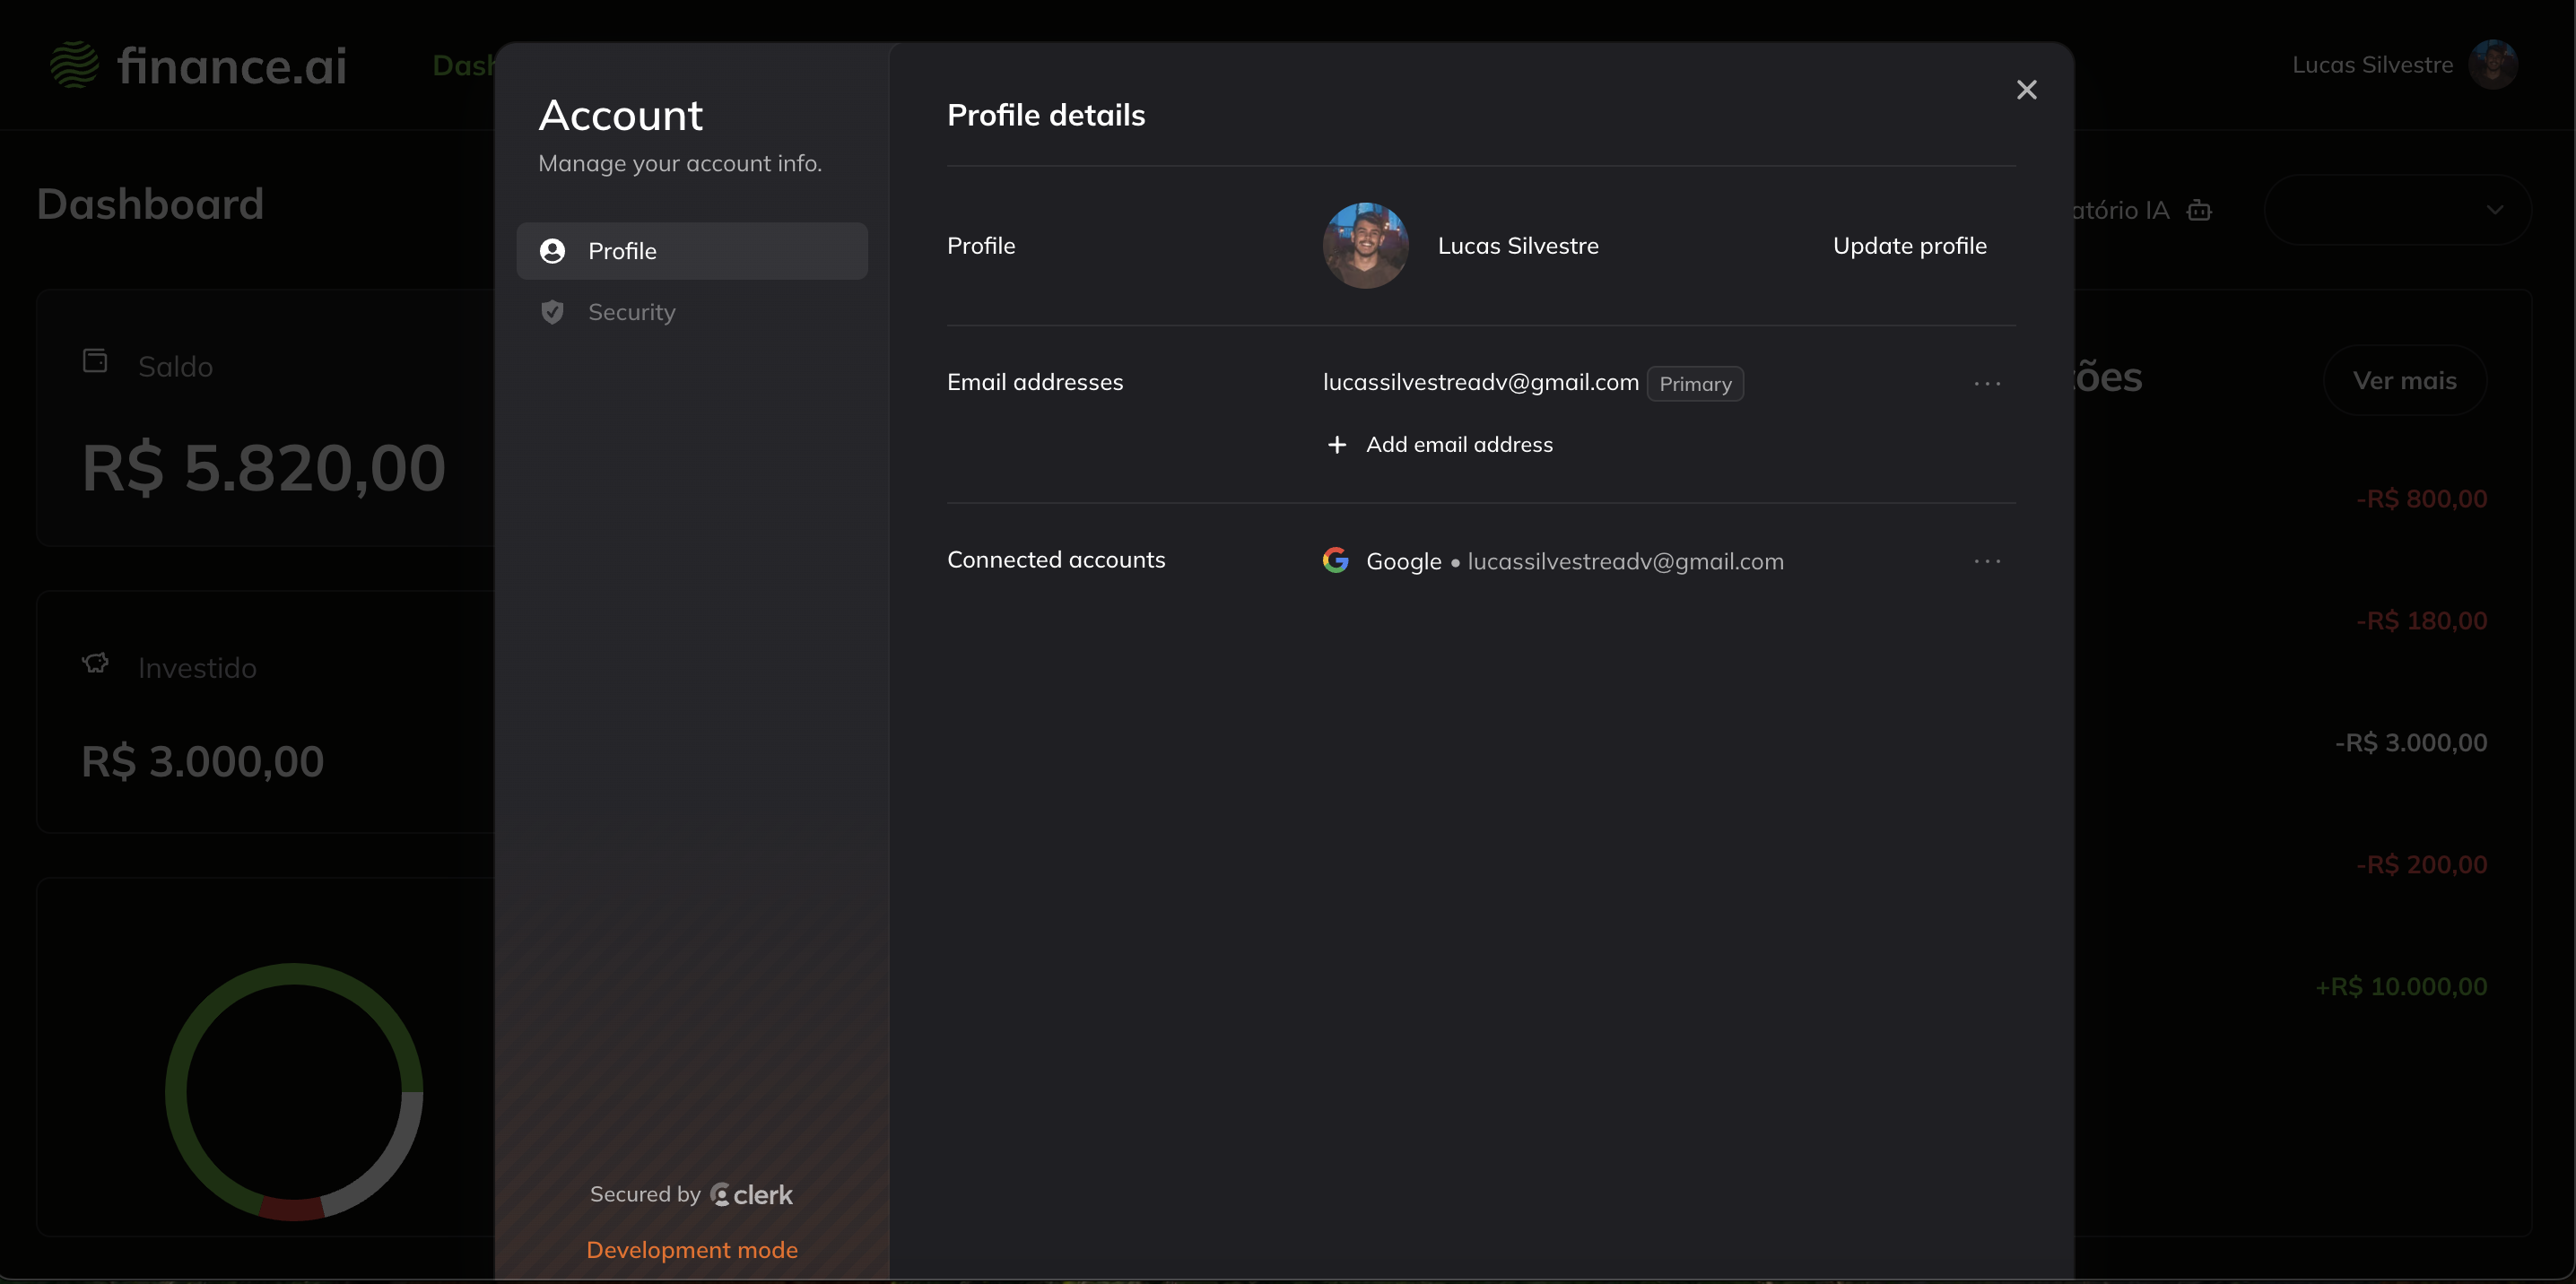 finance.ai
Dash
Lucas Silvestre
Dashboard
atório IA
Saldo
R$ 5.820,00
Investido
R$ 3.000,00
Account
Manage your account info.
Profile
Security
Secured by clerk
Development mode
Profile details
Profile
Lucas Silvestre
Update profile
Email addresses
lucassilvestreadv@gmail.com Primary
Add email address
Connected accounts
Google • lucassilvestreadv@gmail.com
ões
Ver mais
-R$ 800,00
-R$ 180,00
-R$ 3.000,00
-R$ 200,00
+R$ 10.000,00